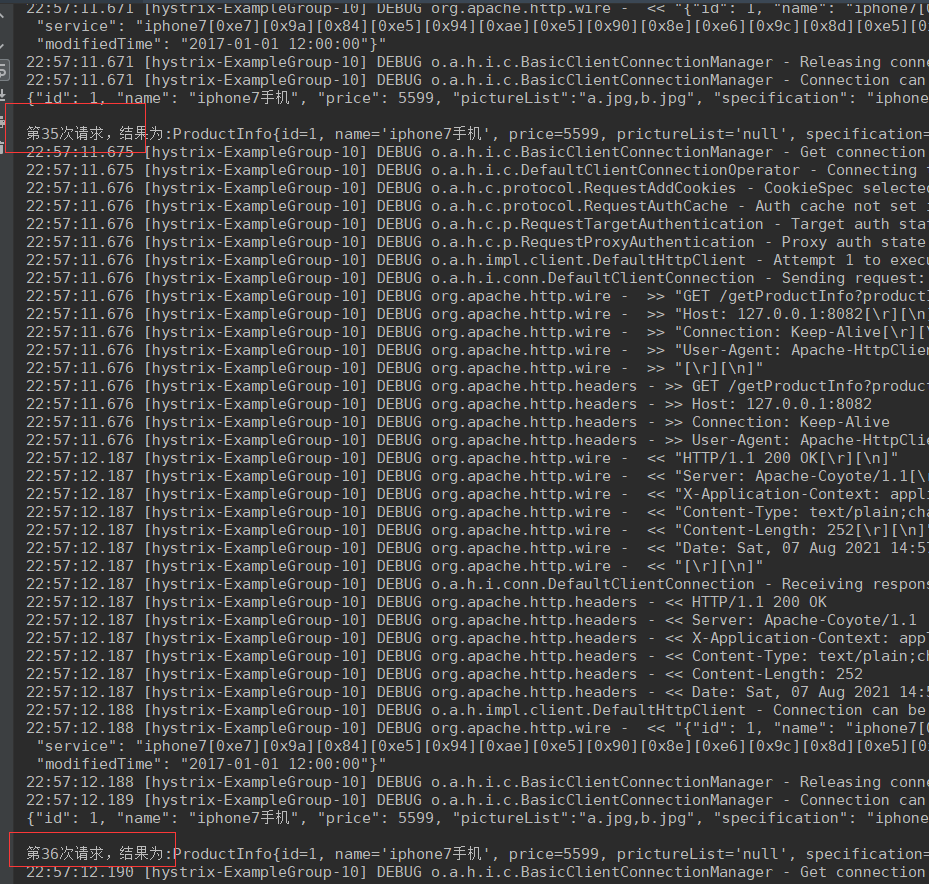 22:57:11.671 [hystrix-ExampleGroup-10] DEBUG org.apache.http.wire -  << "{"id": 1, "name": "iphone7[0
"service": "iphone7[0xe7][0x9a][0x84][0xe5][0x94][0xae][0xe5][0x90][0x8e][0xe6][0x9c][0x8d][0xe5][0
"modifiedTime": "2017-01-01 12:00:00"}"
22:57:11.671 [hystrix-ExampleGroup-10] DEBUG o.a.h.i.c.BasicClientConnectionManager - Releasing conne
22:57:11.671 [hystrix-ExampleGroup-10] DEBUG o.a.h.i.c.BasicClientConnectionManager - Connection can
{"id": 1, "name": "iphone7手机", "price": 5599, "pictureList":"a.jpg,b.jpg", "specification": "iphone
第35次请求，结果为:ProductInfo{id=1, name='iphone7手机', price=5599, prictureList='null', specification=
22:57:11.675 [hystrix-ExampleGroup-10] DEBUG o.a.h.i.c.BasicClientConnectionManager - Get connection
22:57:11.675 [hystrix-ExampleGroup-10] DEBUG o.a.h.i.c.DefaultClientConnectionOperator - Connecting
22:57:11.676 [hystrix-ExampleGroup-10] DEBUG o.a.h.c.protocol.RequestAddCookies - CookieSpec selected
22:57:11.676 [hystrix-ExampleGroup-10] DEBUG o.a.h.c.protocol.RequestAuthCache - Auth cache not set
22:57:11.676 [hystrix-ExampleGroup-10] DEBUG o.a.h.c.p.RequestTargetAuthentication - Target auth stat
22:57:11.676 [hystrix-ExampleGroup-10] DEBUG o.a.h.c.p.RequestProxyAuthentication - Proxy auth state
22:57:11.676 [hystrix-ExampleGroup-10] DEBUG o.a.h.impl.client.DefaultHttpClient - Attempt 1 to execu
22:57:11.676 [hystrix-ExampleGroup-10] DEBUG o.a.h.i.conn.DefaultClientConnection - Sending request:
22:57:11.676 [hystrix-ExampleGroup-10] DEBUG org.apache.http.wire -  >> "GET /getProductInfo?product
22:57:11.676 [hystrix-ExampleGroup-10] DEBUG org.apache.http.wire -  >> "Host: 127.0.0.1:8082[\r][\n]
22:57:11.676 [hystrix-ExampleGroup-10] DEBUG org.apache.http.wire -  >> "Connection: Keep-Alive[\r][\
22:57:11.676 [hystrix-ExampleGroup-10] DEBUG org.apache.http.wire -  >> "User-Agent: Apache-HttpClien
22:57:11.676 [hystrix-ExampleGroup-10] DEBUG org.apache.http.wire -  >> "[\r][\n]"
22:57:11.676 [hystrix-ExampleGroup-10] DEBUG org.apache.http.headers - >> GET /getProductInfo?product
22:57:11.676 [hystrix-ExampleGroup-10] DEBUG org.apache.http.headers - >> Host: 127.0.0.1:8082
22:57:11.676 [hystrix-ExampleGroup-10] DEBUG org.apache.http.headers - >> Connection: Keep-Alive
22:57:11.676 [hystrix-ExampleGroup-10] DEBUG org.apache.http.headers - >> User-Agent: Apache-HttpClie
22:57:12.187 [hystrix-ExampleGroup-10] DEBUG org.apache.http.wire -  << "HTTP/1.1 200 OK[\r][\n]"
22:57:12.187 [hystrix-ExampleGroup-10] DEBUG org.apache.http.wire -  << "Server: Apache-Coyote/1.1[\
22:57:12.187 [hystrix-ExampleGroup-10] DEBUG org.apache.http.wire -  << "X-Application-Context: appli
22:57:12.187 [hystrix-ExampleGroup-10] DEBUG org.apache.http.wire -  << "Content-Type: text/plain;cha
22:57:12.187 [hystrix-ExampleGroup-10] DEBUG org.apache.http.wire -  << "Content-Length: 252[\r][\n]"
22:57:12.187 [hystrix-ExampleGroup-10] DEBUG org.apache.http.wire -  << "Date: Sat, 07 Aug 2021 14:57
22:57:12.187 [hystrix-ExampleGroup-10] DEBUG org.apache.http.wire -  << "[\r][\n]"
22:57:12.187 [hystrix-ExampleGroup-10] DEBUG o.a.h.i.conn.DefaultClientConnection - Receiving respons
22:57:12.187 [hystrix-ExampleGroup-10] DEBUG org.apache.http.headers - << HTTP/1.1 200 OK
22:57:12.187 [hystrix-ExampleGroup-10] DEBUG org.apache.http.headers - << Server: Apache-Coyote/1.1
22:57:12.187 [hystrix-ExampleGroup-10] DEBUG org.apache.http.headers - << X-Application-Context: appl
22:57:12.187 [hystrix-ExampleGroup-10] DEBUG org.apache.http.headers - << Content-Type: text/plain;ch
22:57:12.187 [hystrix-ExampleGroup-10] DEBUG org.apache.http.headers - << Content-Length: 252
22:57:12.187 [hystrix-ExampleGroup-10] DEBUG org.apache.http.headers - << Date: Sat, 07 Aug 2021 14:5
22:57:12.188 [hystrix-ExampleGroup-10] DEBUG o.a.h.impl.client.DefaultHttpClient - Connection can be
22:57:12.188 [hystrix-ExampleGroup-10] DEBUG org.apache.http.wire -  << "{"id": 1, "name": "iphone7[0
"service": "iphone7[0xe7][0x9a][0x84][0xe5][0x94][0xae][0xe5][0x90][0x8e][0xe6][0x9c][0x8d][0xe5][0
"modifiedTime": "2017-01-01 12:00:00"}"
22:57:12.188 [hystrix-ExampleGroup-10] DEBUG o.a.h.i.c.BasicClientConnectionManager - Releasing conne
22:57:12.189 [hystrix-ExampleGroup-10] DEBUG o.a.h.i.c.BasicClientConnectionManager - Connection can
{"id": 1, "name": "iphone7手机", "price": 5599, "pictureList":"a.jpg,b.jpg", "specification": "iphone
第36次请求，结果为:ProductInfo{id=1, name='iphone7手机', price=5599, prictureList='null', specification=
22:57:12.190 [hystrix-ExampleGroup-10] DEBUG o.a.h.i.c.BasicClientConnectionManager - Get connection